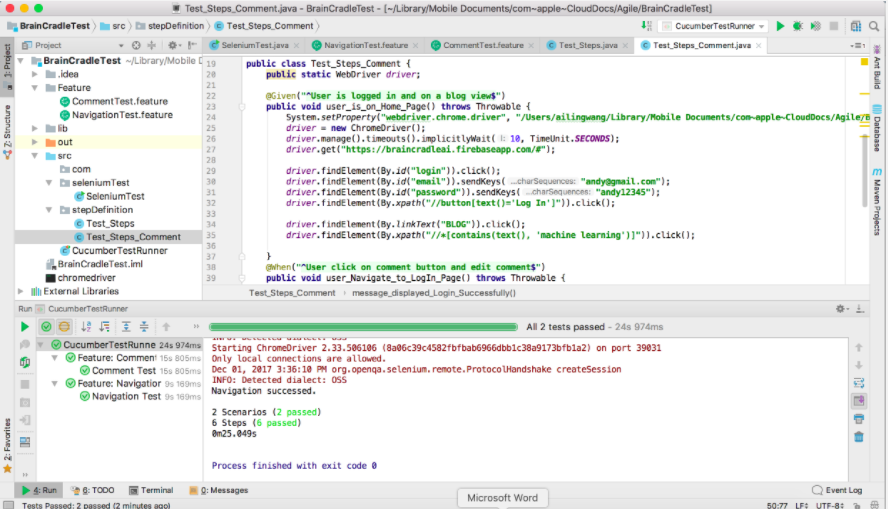 Test_Steps_Comment.java - BrainCradleTest - [~/Library/Mobile Documents/com~apple~CloudDocs/Agile/BrainCradleTest]
BrainCradleTest › src › stepDefinition › Test_Steps_Comment
CucumberTestRunner
Project
SeleniumTest.java
NavigationTest.feature
CommentTest.feature
Test_Steps.java
Test_Steps_Comment.java
1: Project
Z: Structure
2: Favorites
Ant Build
Database
Maven Projects
BrainCradleTest ~/Library/Mobile D
.idea
Feature
CommentTest.feature
NavigationTest.feature
lib
out
src
com
seleniumTest
SeleniumTest
stepDefinition
Test_Steps
Test_Steps_Comment
CucumberTestRunner
BrainCradleTest.iml
chromedriver
External Libraries
19 public class Test_Steps_Comment {
20 public static WebDriver driver;
21
22 @Given("^User is logged in and on a blog view$")
23 public void user_is_on_Home_Page() throws Throwable {
24 System.setProperty("webdriver.chrome.driver", "/Users/ailingwang/Library/Mobile Documents/com~apple~CloudDocs/Agile/B
25 driver = new ChromeDriver();
26 driver.manage().timeouts().implicitlyWait( l: 10, TimeUnit.SECONDS);
27 driver.get("https://braincradleai.firebaseapp.com/#");
28
29 driver.findElement(By.id("login")).click();
30 driver.findElement(By.id("email")).sendKeys( ...charSequences: "andy@gmail.com");
31 driver.findElement(By.id("password")).sendKeys( ...charSequences: "andy12345");
32 driver.findElement(By.xpath("//button[text()='Log In']")).click();
33
34 driver.findElement(By.linkText("BLOG")).click();
35 driver.findElement(By.xpath("//*[contains(text(), 'machine learning')]")).click();
36
37 }
38 @When("^User click on comment button and edit comment$")
39 public void user_Navigate_to_LogIn_Page() throws Throwable {
Test_Steps_Comment › message_displayed_Login_Successfully()
Run CucumberTestRunner
All 2 tests passed - 24s 974ms
CucumberTestRunne 24s 974ms
Feature: Comment 15s 805ms
Comment Test 15s 805ms
Feature: Navigation 9s 169ms
Navigation Test 9s 169ms
INFO: Detected dialect: OSS
Starting ChromeDriver 2.33.506106 (8a06c39c4582fbfbab6966dbb1c38a9173bfb1a2) on port 39031
Only local connections are allowed.
Dec 01, 2017 3:36:10 PM org.openqa.selenium.remote.ProtocolHandshake createSession
INFO: Detected dialect: OSS
Navigation successed.
2 Scenarios (2 passed)
6 Steps (6 passed)
0m25.049s
Process finished with exit code 0
4: Run
6: TODO
Terminal
0: Messages
Event Log
Microsoft Word
Tests Passed: 2 passed (2 minutes ago)
50:77 LF÷ UTF-8÷